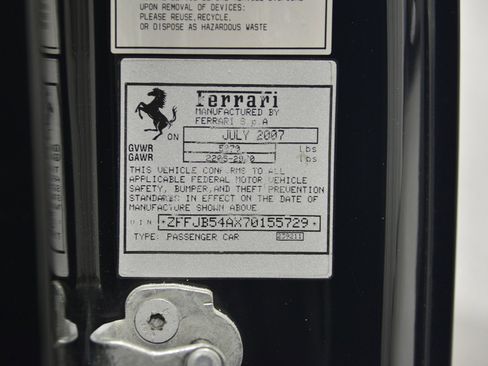 UPON REMOVAL OF DEVICES:
PLEASE REUSE, RECYCLE,
OR DISPOSE AS HAZARDOUS WASTE
Ferrari
MANUFACTURED BY
FERRARI S.p.A
ON JULY 2007
GVWR lbs
GAWR lbs
THIS VEHICLE CONFRMS TO ALL
APPLICABLE FEDERAL MOTOR VEHICLE
SAFETY, BUMPER, AND THEFT PREVENTION
STANDARDS IN EFFECT ON THE DATE OF
MANUFACTURE SHOWN ABOVE
V.I.N. *ZFFJB54AX70155729*
TYPE: PASSENGER CAR